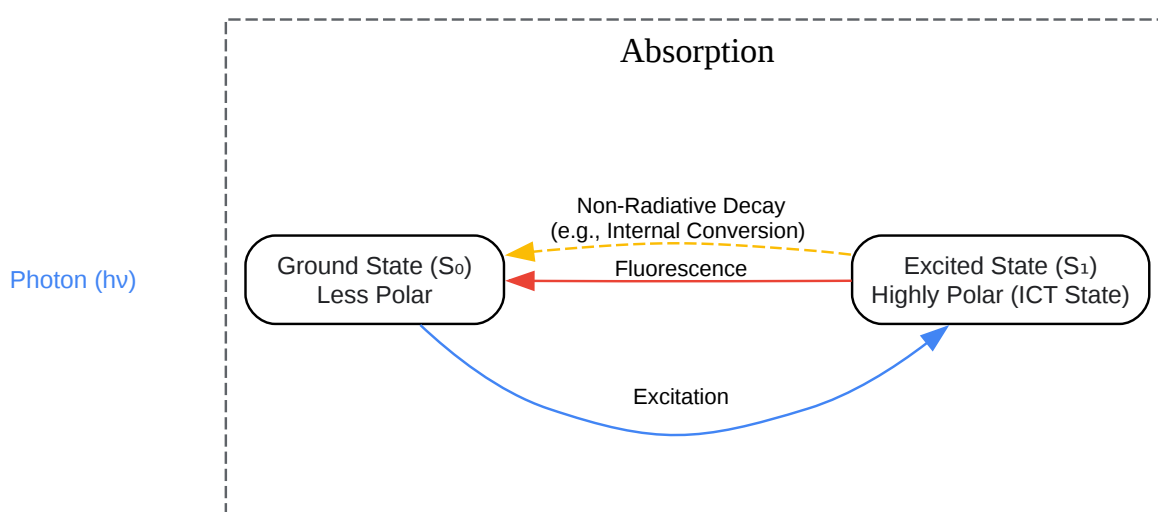 Absorption
Non-Radiative Decay
(e.g., Internal Conversion)
Photon (hν)
Ground State (S₀)
Less Polar
Fluorescence
Excited State (S₁)
Highly Polar (ICT State)
Excitation